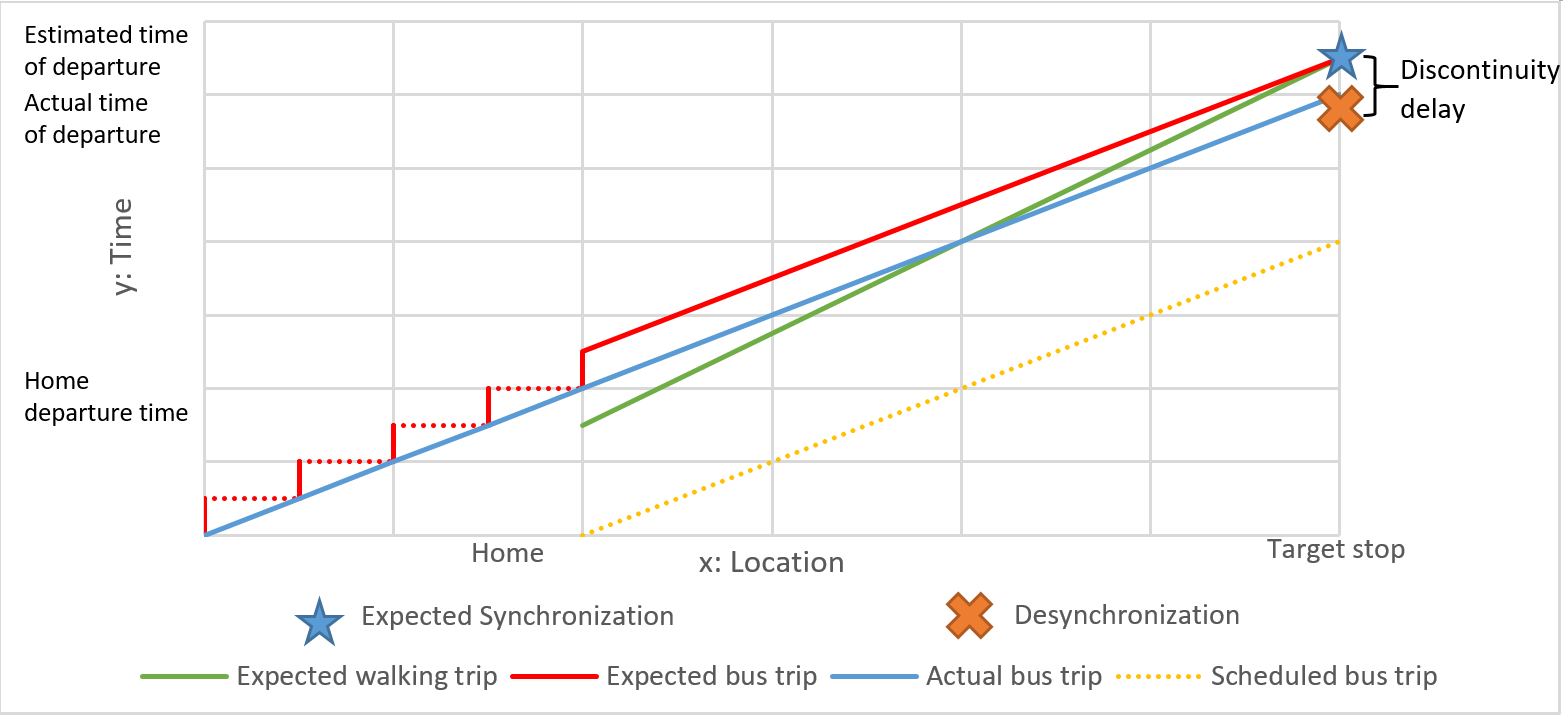 Estimated time
of departure
Actual time
of departure
Discontinuity
delay
y: Time
Home
departure time
Home
x: Location
Target stop
Expected Synchronization
Desynchronization
Expected walking trip
Expected bus trip
Actual bus trip
Scheduled bus trip